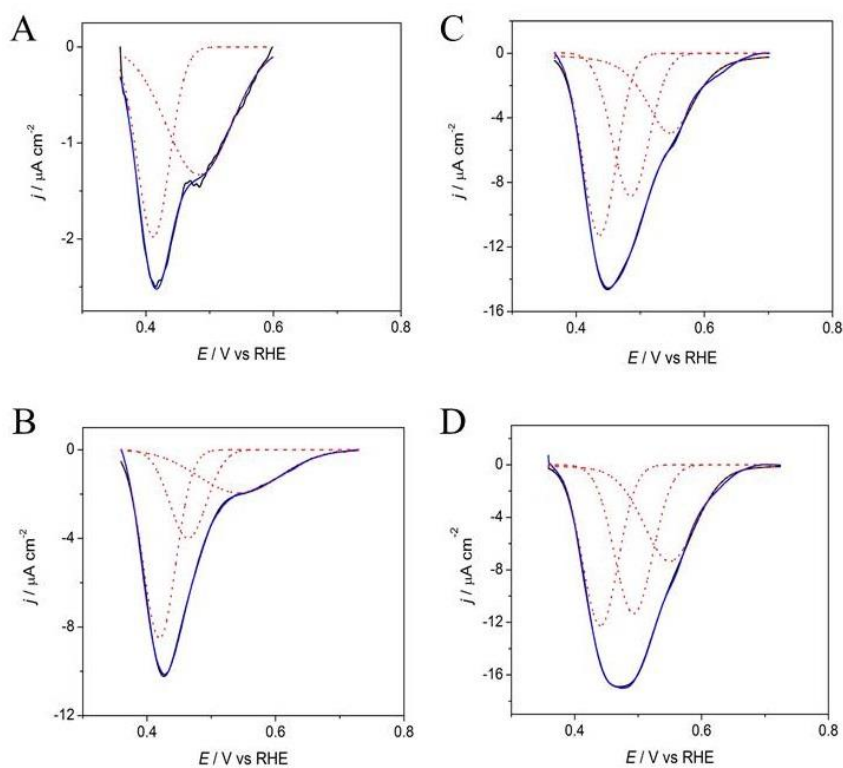 A
0
-1
-2
j / μA cm⁻²
0.4
0.6
0.8
E / V vs RHE
C
0
-4
-8
-12
-16
j / μA cm⁻²
0.4
0.6
0.8
E / V vs RHE
B
0
-4
-8
-12
j / μA cm⁻²
0.4
0.6
0.8
E / V vs RHE
D
0
-4
-8
-12
-16
j / μA cm⁻²
0.4
0.6
0.8
E / V vs RHE